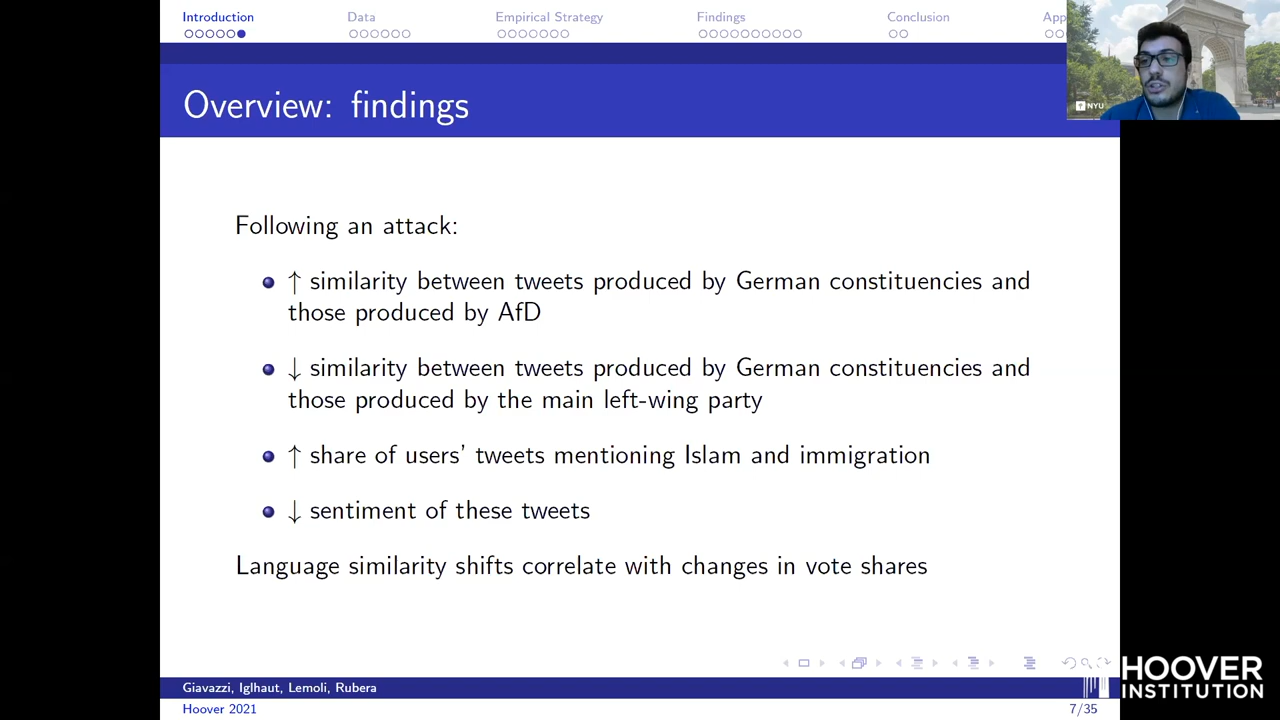 Introduction
Data
Empirical Strategy
Findings
Conclusion
App
NYU
Overview: findings
Following an attack:
↑ similarity between tweets produced by German constituencies and
those produced by AfD
↓ similarity between tweets produced by German constituencies and
those produced by the main left-wing party
↑ share of users' tweets mentioning Islam and immigration
↓ sentiment of these tweets
Language similarity shifts correlate with changes in vote shares
Giavazzi, Iglhaut, Lemoli, Rubera
Hoover 2021
7/35
HOOVER
INSTITUTION